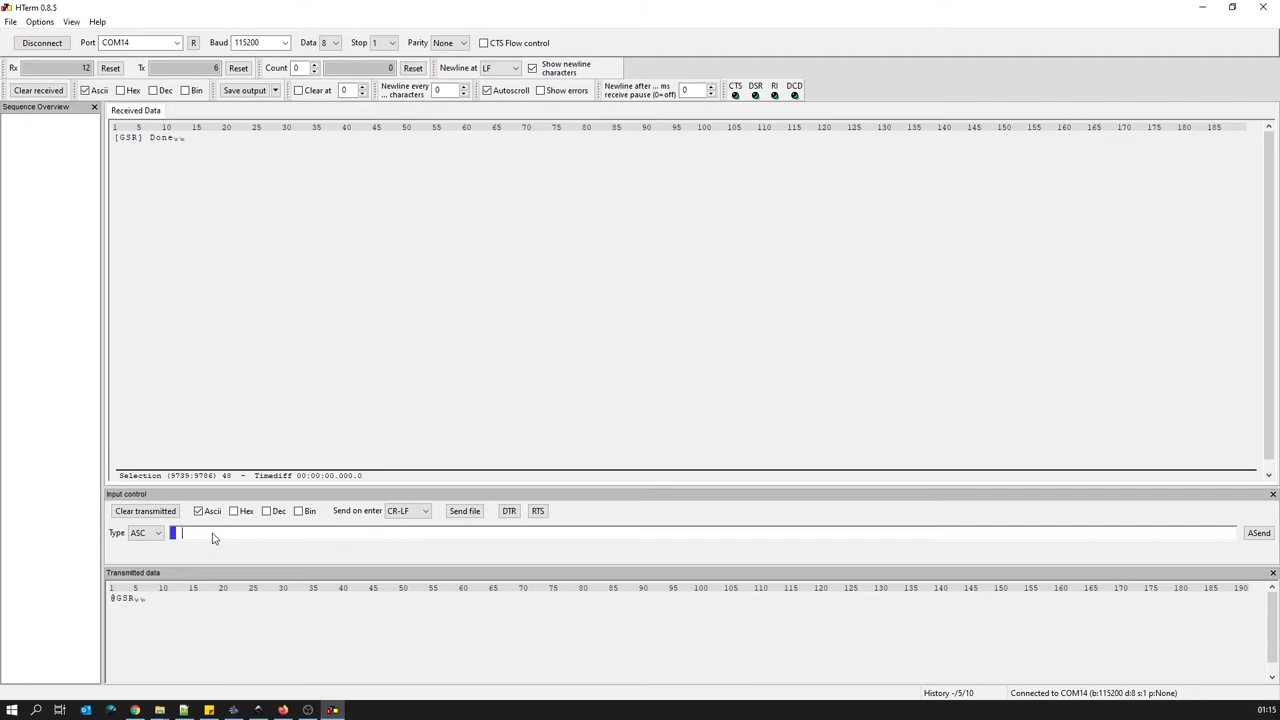 HTerm 0.8.5
File Options View Help
Disconnect Port COM14 R Baud 115200 Data 8 Stop 1 Parity None CTS Flow control
Rx 12 Reset Tx 6 Reset Count 0 0 Reset Newline at LF Show newline characters
Clear received Ascii Hex Dec Bin Save output Clear at 0 Newline every ... characters 0 Autoscroll Show errors Newline after ... ms receive pause (0=off) 0 CTS DSR RI DCD
Sequence Overview
Received Data
1 5 10 15 20 25 30 35 40 45 50 55 60 65 70 75 80 85 90 95 100 105 110 115 120 125 130 135 140 145 150 155 160 165 170 175 180 185
[GSR] Done
Selection (9739:9786) 48 - Timediff 00:00:00.000.0
Input control
Clear transmitted Ascii Hex Dec Bin Send on enter CR-LF Send file DTR RTS
Type ASC ASend
Transmitted data
1 5 10 15 20 25 30 35 40 45 50 55 60 65 70 75 80 85 90 95 100 105 110 115 120 125 130 135 140 145 150 155 160 165 170 175 180 185 190
@GSR
History -/5/10 Connected to COM14 (b:115200 d:8 s:1 p:None)
01:15